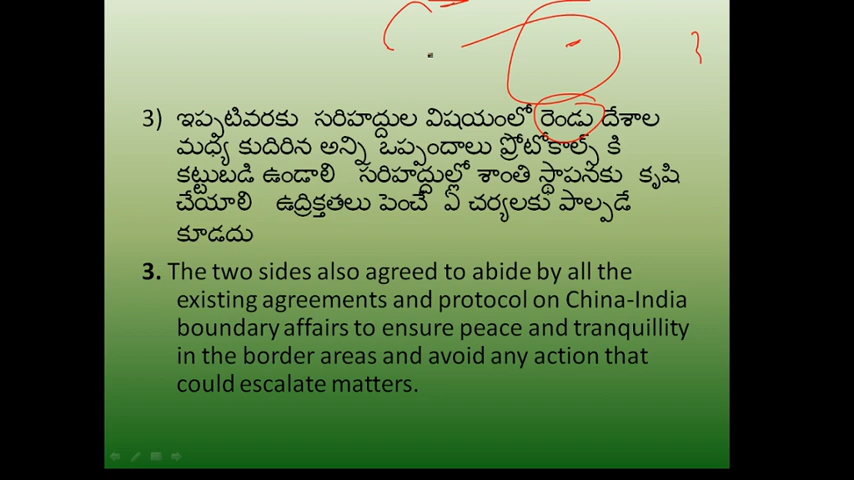 3) ఇప్పటివరకు సరిహద్దుల విషయంలో రెండు దేశాల
మధ్య కుదిరిన అన్ని ఒప్పందాలు ప్రోటోకాల్స్ కి
కట్టుబడి ఉండాలి సరిహద్దుల్లో శాంతి స్థాపనకు కృషి
చేయాలి ఉద్రిక్తతలు పెంచే ఏ చర్యలకు పాల్పడే
కూడదు
3. The two sides also agreed to abide by all the
existing agreements and protocol on China-India
boundary affairs to ensure peace and tranquillity
in the border areas and avoid any action that
could escalate matters.